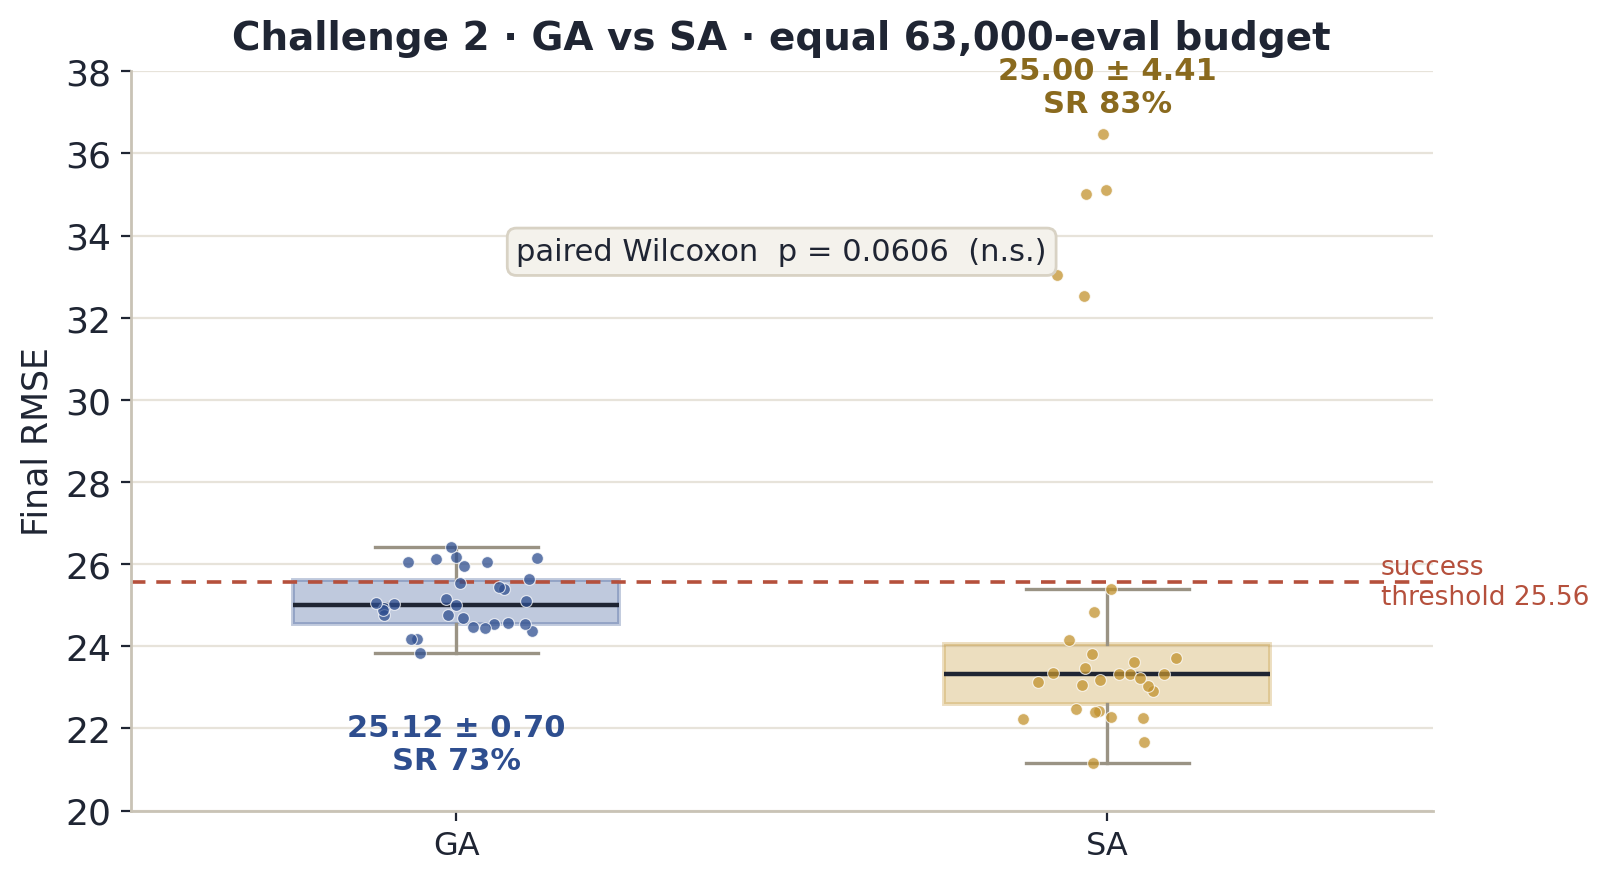 Challenge 2 · GA vs SA · equal 63,000-eval budget
38
25.00 ± 4.41
SR 83%
36
34
paired Wilcoxon  p = 0.0606  (n.s.)
32
30
Final RMSE
28
26
success
threshold 25.56
24
22
25.12 ± 0.70
SR 73%
20
GA
SA